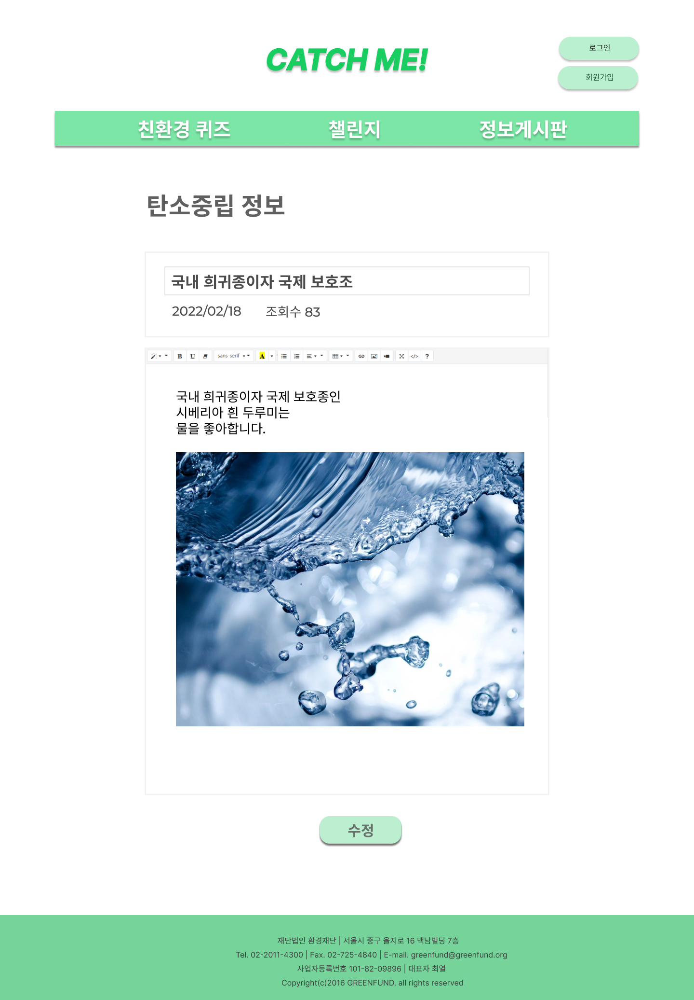 CATCH ME!
로그인
회원가입
친환경 퀴즈 챌린지 정보게시판
탄소중립 정보
국내 희귀종이자 국제 보호조
2022/02/18 조회수 83
B U sans-serif A </> ?
국내 희귀종이자 국제 보호종인
시베리아 흰 두루미는
물을 좋아합니다.
수정
재단법인 환경재단 | 서울시 중구 을지로 16 백남빌딩 7층
Tel. 02-2011-4300 | Fax. 02-725-4840 | E-mail. greenfund@greenfund.org
사업자등록번호 101-82-09896 | 대표자 최열
Copyright(c)2016 GREENFUND. all rights reserved